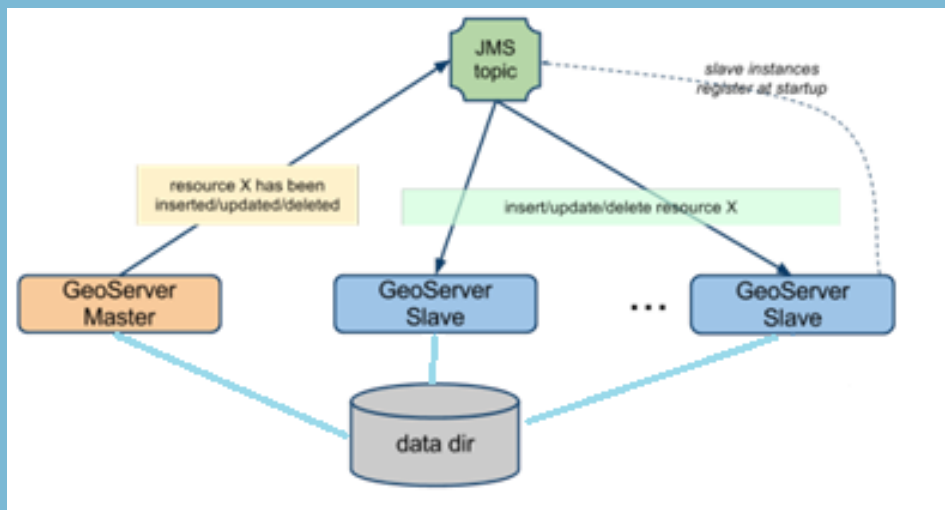 JMS
topic
slave instances
register at startup
resource X has been
inserted/updated/deleted
insert/update/delete resource X
GeoServer
Master
GeoServer
Slave
...
GeoServer
Slave
data dir